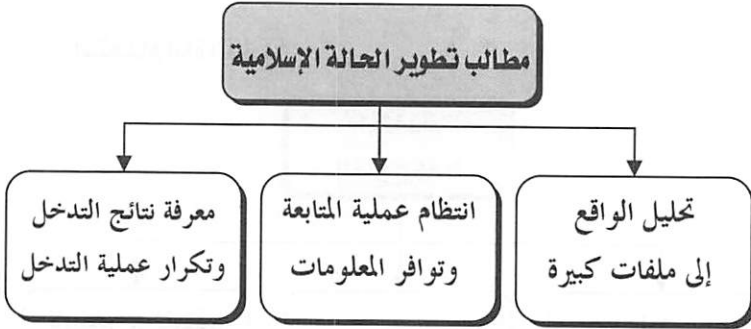 مطالب تطوير الحالة الإسلامية
تحليل الواقع
إلى ملفات كبيرة
انتظام عملية المتابعة
وتوافر المعلومات
معرفة نتائج التدخل
وتكرار عملية التدخل